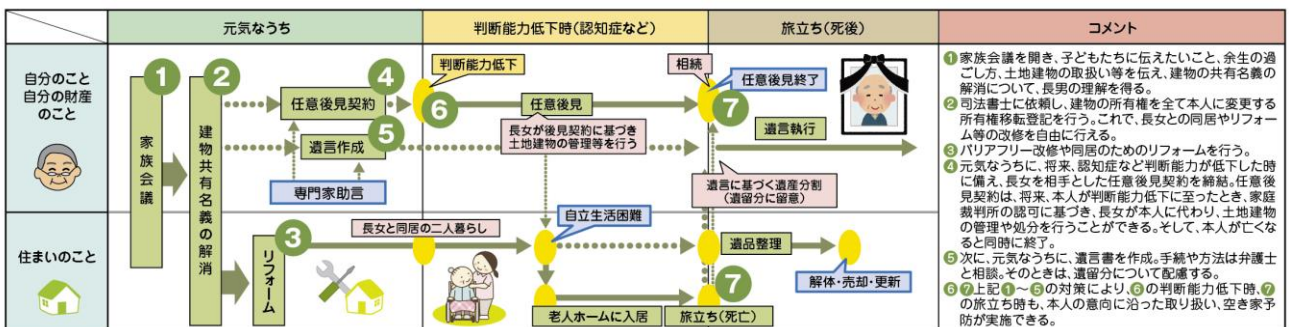 元気なうち
判断能力低下時(認知症など)
旅立ち(死後)
コメント
自分のこと
自分の財産
のこと
住まいのこと
1
家族会議
2
建物共有名義の解消
4
任意後見契約
5
遺言作成
専門家助言
3
リフォーム
判断能力低下
6
任意後見
長女が後見契約に基づき
土地建物の管理等を行う
長女と同居の二人暮らし
自立生活困難
老人ホームに入居
相続
任意後見終了
7
遺言執行
遺言に基づく遺産分割
(遺留分に留意)
遺品整理
解体・売却・更新
7
旅立ち(死亡)
❶家族会議を開き、子どもたちに伝えたいこと、余生の過
ごし方、土地建物の取扱い等を伝え、建物の共有名義の
解消について、長男の理解を得る。
❷司法書士に依頼し、建物の所有権を全て本人に変更する
所有権移転登記を行う。これで、長女との同居やリフォー
ム等の改修を自由に行える。
❸バリアフリー改修や同居のためのリフォームを行う。
❹元気なうちに、将来、認知症など判断能力が低下した時
に備え、長女を相手とした任意後見契約を締結。任意後
見契約は、将来、本人が判断能力低下に至ったとき、家庭
裁判所の認可に基づき、長女が本人に代わり、土地建物
の管理や処分を行うことができる。そして、本人が亡くな
ると同時に終了。
❺次に、元気なうちに、遺言書を作成。手続や方法は弁護士
と相談。そのときは、遺留分について配慮する。
❻❼上記❶～❺の対策により、❻の判断能力低下時、❼
の旅立ち時も、本人の意向に沿った取り扱い、空き家予
防が実施できる。